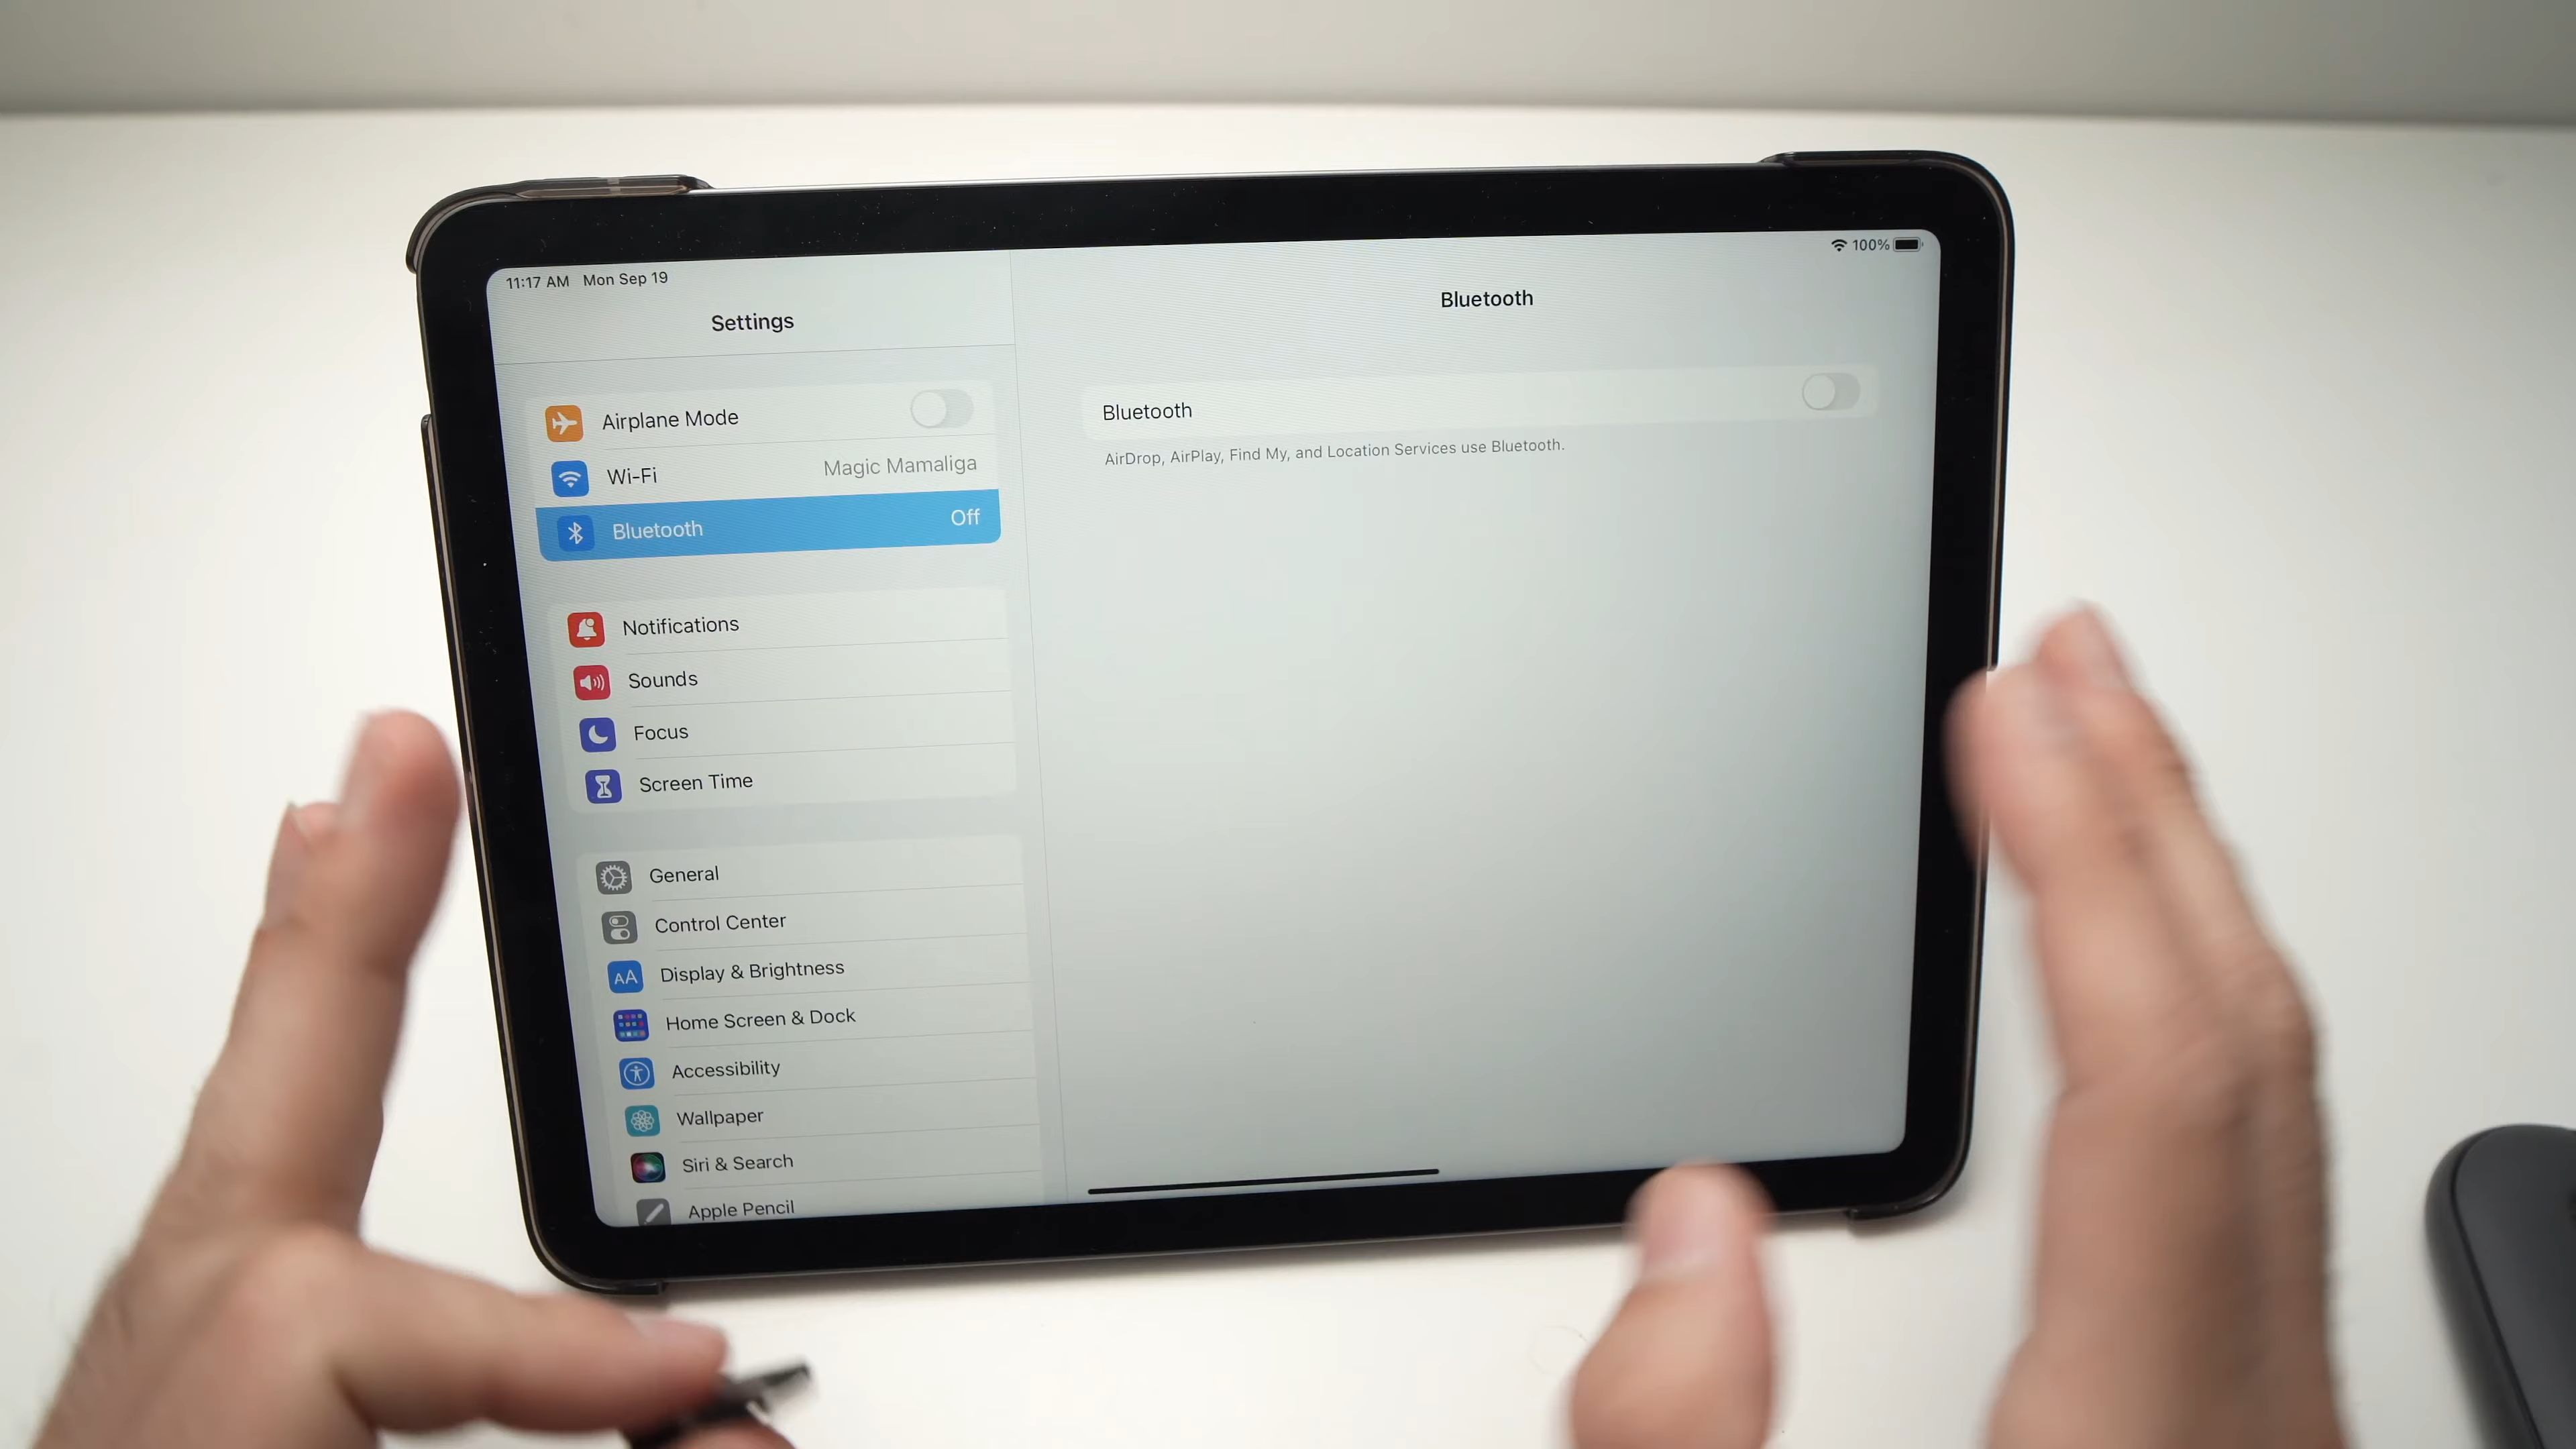 11:17 AM Mon Sep 19
100%
Settings
Airplane Mode
Wi-Fi Magic Mamaliga
Bluetooth Off
Notifications
Sounds
Focus
Screen Time
General
Control Center
AA Display & Brightness
Home Screen & Dock
Accessibility
Wallpaper
Siri & Search
Apple Pencil
Bluetooth
Bluetooth
AirDrop, AirPlay, Find My, and Location Services use Bluetooth.